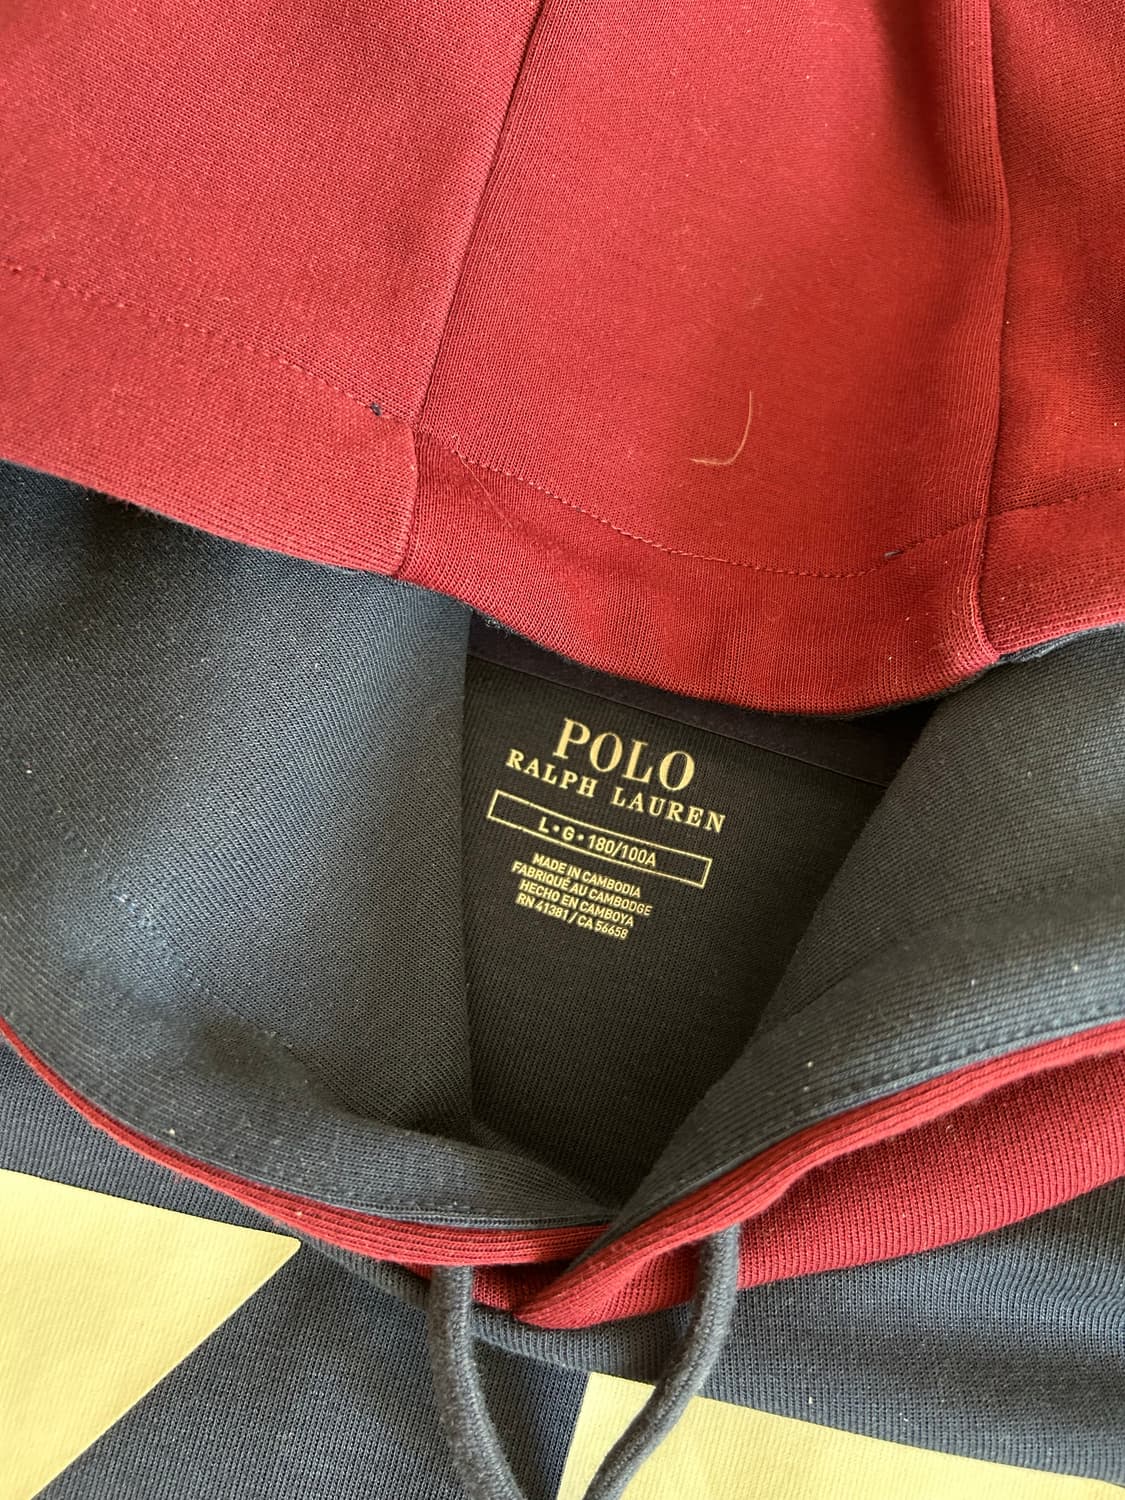 POLO
RALPH LAUREN
L•G•180/100A
MADE IN CAMBODIA
FABRIQUÉ AU CAMBODGE
HECHO EN CAMBOYA
RN 41381 / CA 56658